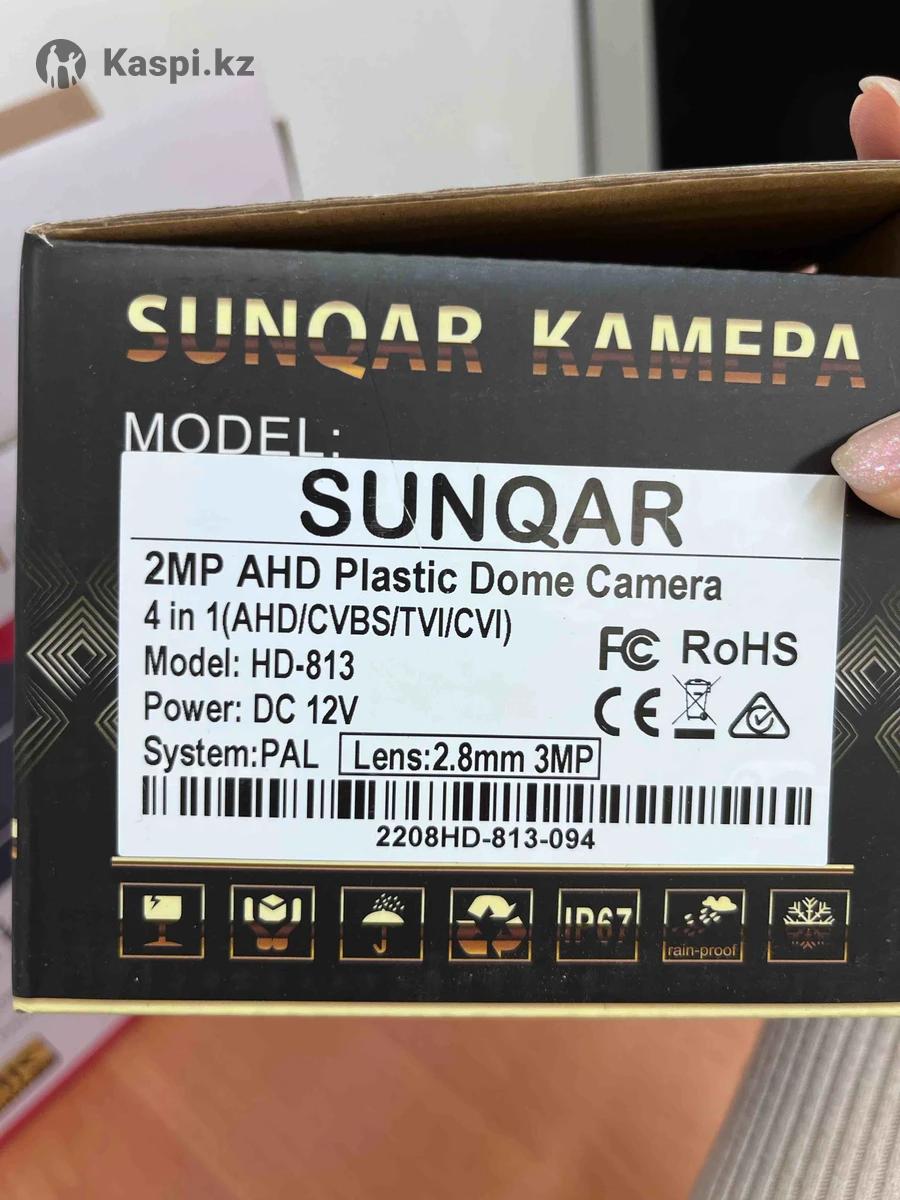 Kaspi.kz
SUNQAR КАМЕРА
MODEL:
SUNQAR
2MP AHD Plastic Dome Camera
4 in 1(AHD/CVBS/TVI/CVI)
Model: HD-813
Power: DC 12V
System:PAL Lens:2.8mm 3MP
FC RoHS
CE
2208HD-813-094
IP67
rain-proof